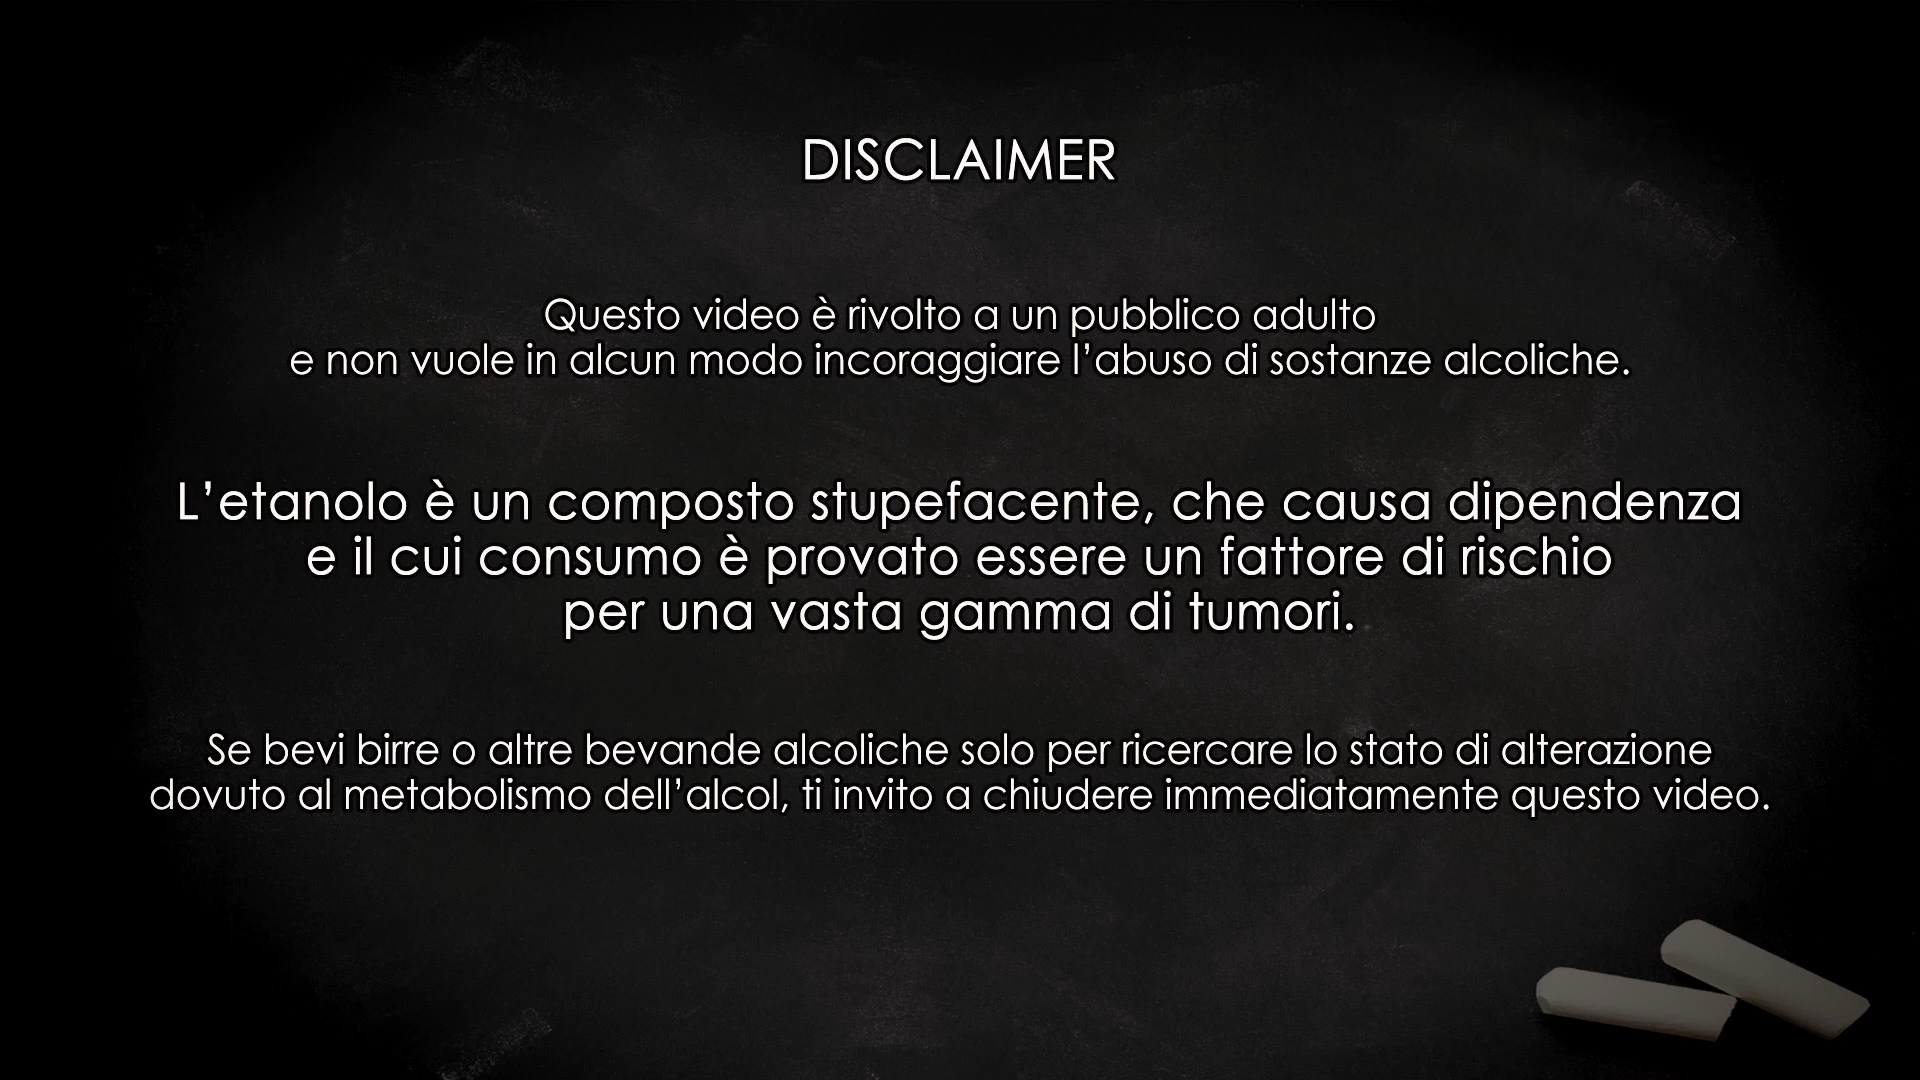 DISCLAIMER
Questo video è rivolto a un pubblico adulto
e non vuole in alcun modo incoraggiare l’abuso di sostanze alcoliche.
L’etanolo è un composto stupefacente, che causa dipendenza
e il cui consumo è provato essere un fattore di rischio
per una vasta gamma di tumori.
Se bevi birre o altre bevande alcoliche solo per ricercare lo stato di alterazione
dovuto al metabolismo dell’alcol, ti invito a chiudere immediatamente questo video.